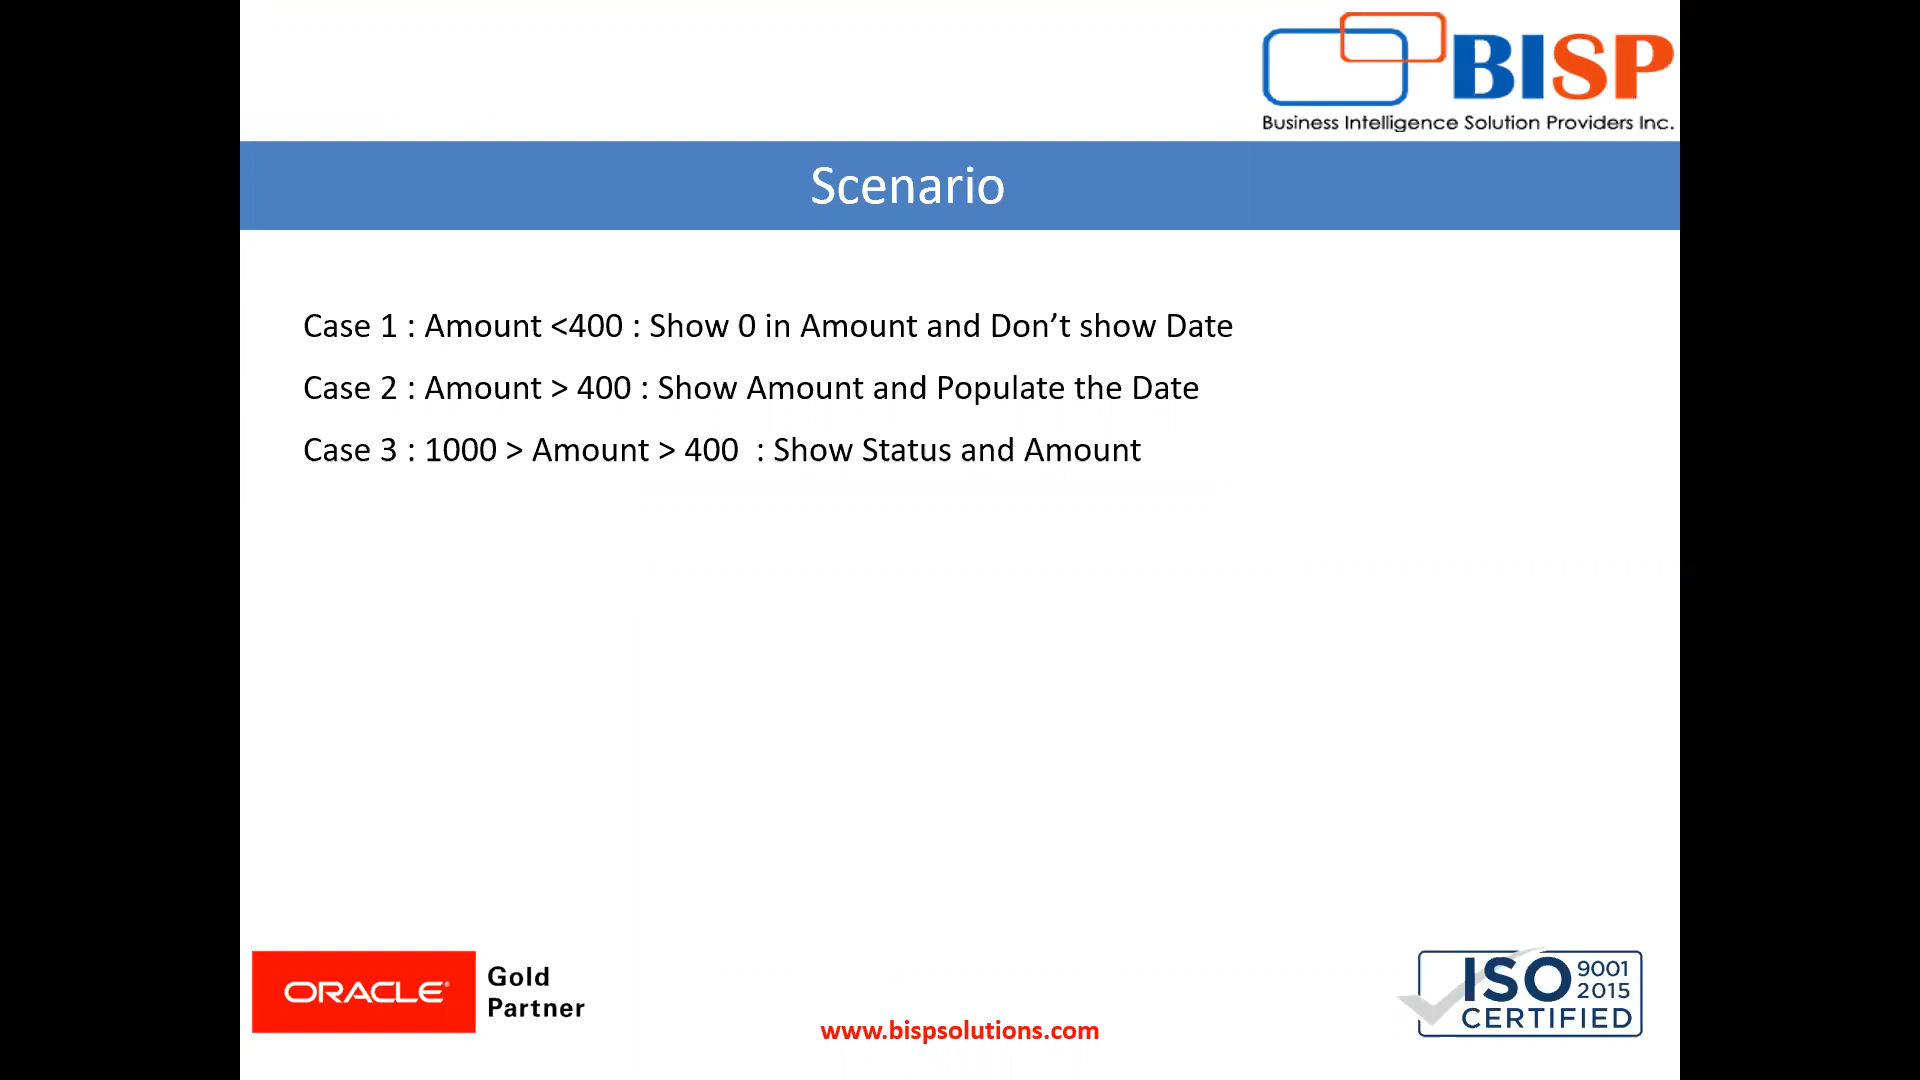 BISP
Business Intelligence Solution Providers Inc.
Scenario
Case 1 : Amount <400 : Show 0 in Amount and Don’t show Date
Case 2 : Amount > 400 : Show Amount and Populate the Date
Case 3 : 1000 > Amount > 400  : Show Status and Amount
ORACLE® Gold Partner
www.bispsolutions.com
ISO 9001 2015
CERTIFIED